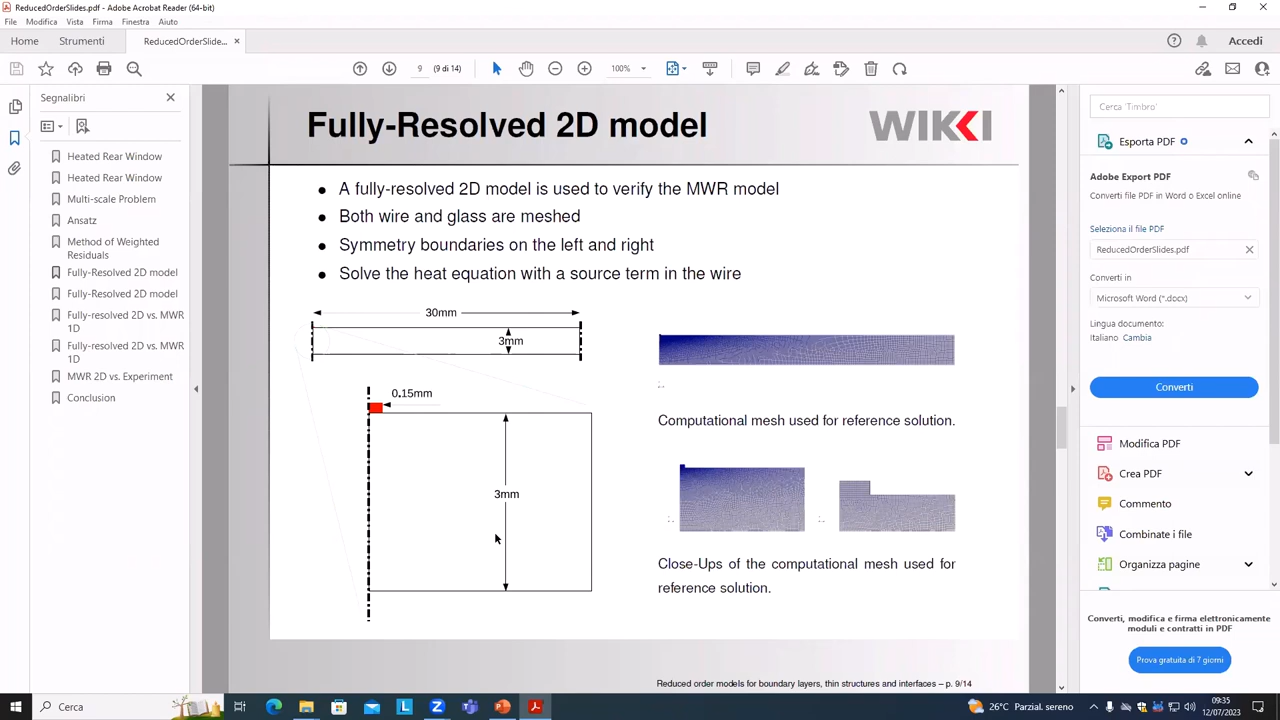 ReducedOrderSlides.pdf - Adobe Acrobat Reader (64-bit)
File Modifica Vista Firma Finestra Aiuto
Home Strumenti ReducedOrderSlide... × Accedi
9 (9 di 14) 100%
Segnalibri
Heated Rear Window
Heated Rear Window
Multi-scale Problem
Ansatz
Method of Weighted
Residuals
Fully-Resolved 2D model
Fully-Resolved 2D model
Fully-resolved 2D vs. MWR
1D
Fully-resolved 2D vs. MWR
1D
MWR 2D vs. Experiment
Conclusion
Fully-Resolved 2D model
WIKKI
• A fully-resolved 2D model is used to verify the MWR model
• Both wire and glass are meshed
• Symmetry boundaries on the left and right
• Solve the heat equation with a source term in the wire
30mm
3mm
0.15mm
3mm
Computational mesh used for reference solution.
Close-Ups of the computational mesh used for
reference solution.
Reduced order models for boundary layers, thin structures and interfaces – p. 9/14
Cerca 'Timbro'
Esporta PDF
Adobe Export PDF
Converti file PDF in Word o Excel online
Seleziona il file PDF
ReducedOrderSlides.pdf
Converti in
Microsoft Word (*.docx)
Lingua documento:
Italiano Cambia
Converti
Modifica PDF
Crea PDF
Commento
Combinate i file
Organizza pagine
Converti, modifica e firma elettronicamente
moduli e contratti in PDF
Prova gratuita di 7 giorni
Cerca
26°C Parzial. sereno
09:35
12/07/2023